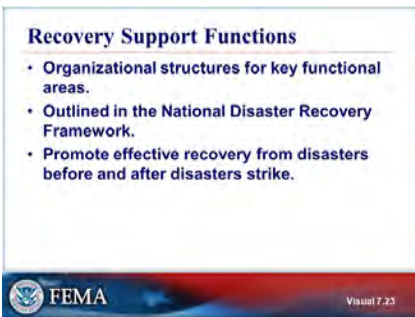 Recovery Support Functions
• Organizational structures for key functional
areas.
• Outlined in the National Disaster Recovery
Framework.
• Promote effective recovery from disasters
before and after disasters strike.
FEMA
Visual 7.23